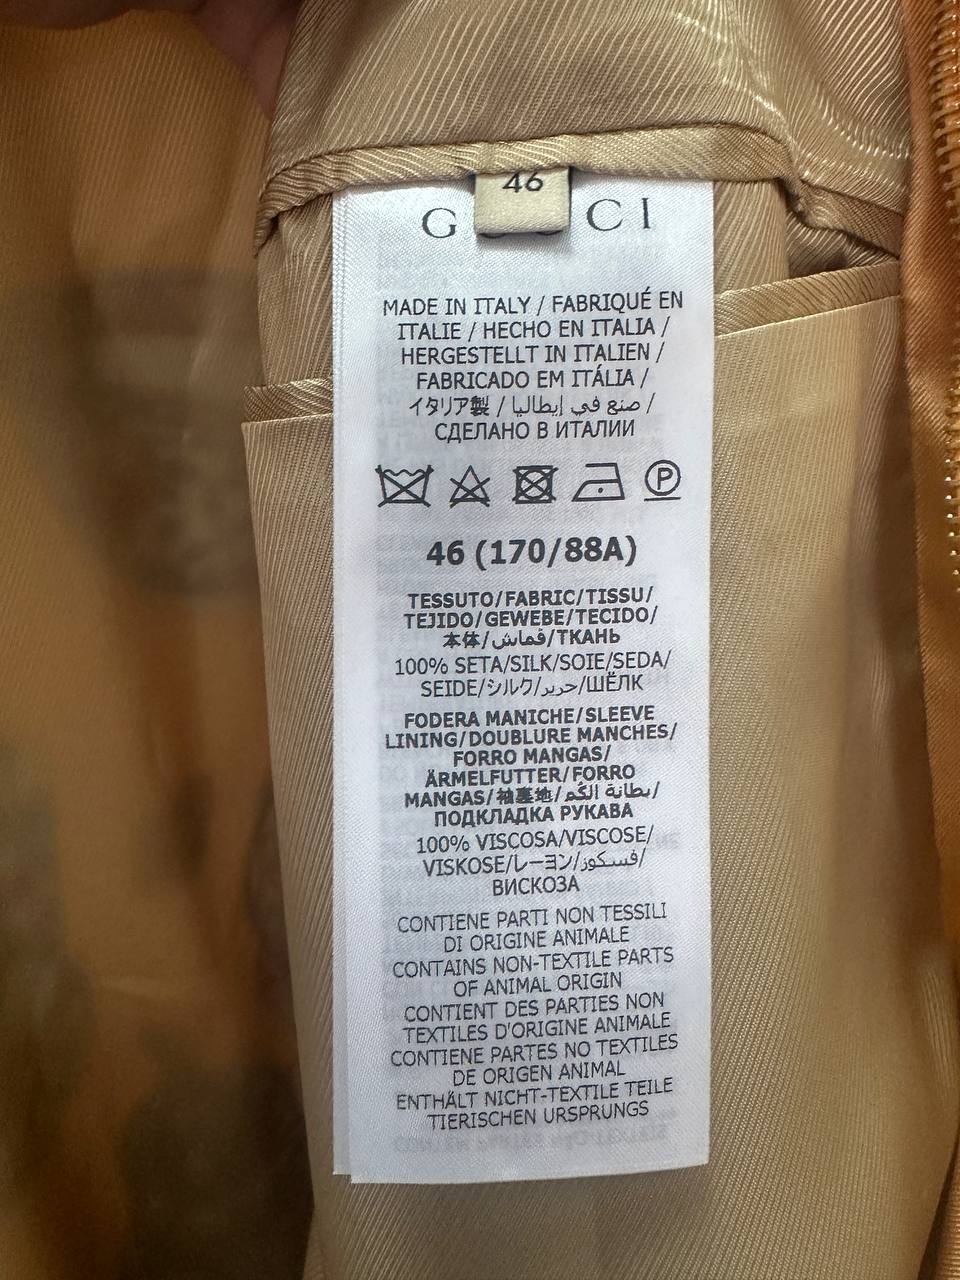 46
G CCI
MADE IN ITALY / FABRIQUÉ EN
ITALIE / HECHO EN ITALIA /
HERGESTELLT IN ITALIEN /
FABRICADO EM ITÁLIA /
イタリア製 / صنع في إيطاليا /
СДЕЛАНО В ИТАЛИИ
P
46 (170/88A)
TESSUTO/FABRIC/TISSU/
TEJIDO/GEWEBE/TECIDO/
本体/قماش/ТКАНЬ
100% SETA/SILK/SOIE/SEDA/
SEIDE/シルク/حرير/ШЁЛК
FODERA MANICHE/SLEEVE
LINING/DOUBLURE MANCHES/
FORRO MANGAS/
ÄRMELFUTTER/FORRO
MANGAS/袖裏地/بطانة الكُم/
ПОДКЛАДКА РУКАВА
100% VISCOSA/VISCOSE/
VISKOSE/レーヨン/فسكوز/
ВИСКОЗА
CONTIENE PARTI NON TESSILI
DI ORIGINE ANIMALE
CONTAINS NON-TEXTILE PARTS
OF ANIMAL ORIGIN
CONTIENT DES PARTIES NON
TEXTILES D'ORIGINE ANIMALE
CONTIENE PARTES NO TEXTILES
DE ORIGEN ANIMAL
ENTHÄLT NICHT-TEXTILE TEILE
TIERISCHEN URSPRUNGS